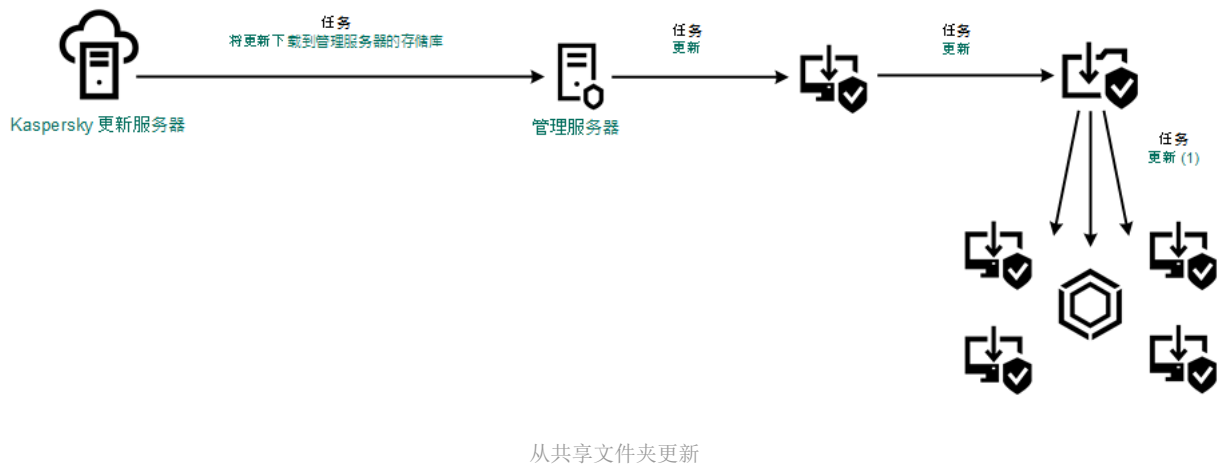 任务
将更新下载到管理服务器的存储库
任务
更新
任务
更新
Kaspersky 更新服务器
管理服务器
任务
更新 (1)
从共享文件夹更新